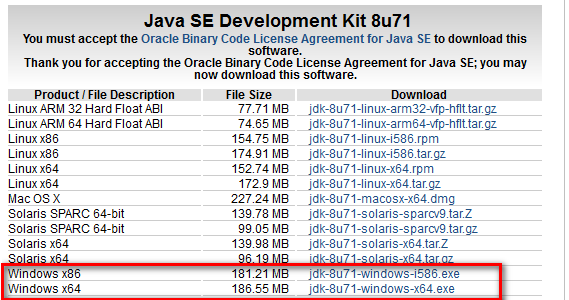 Java SE Development Kit 8u71
You must accept the Oracle Binary Code License Agreement for Java SE to download this
software.
Thank you for accepting the Oracle Binary Code License Agreement for Java SE; you may
now download this software.
Product / File Description File Size Download
Linux ARM 32 Hard Float ABI 77.71 MB jdk-8u71-linux-arm32-vfp-hflt.tar.gz
Linux ARM 64 Hard Float ABI 74.65 MB jdk-8u71-linux-arm64-vfp-hflt.tar.gz
Linux x86 154.75 MB jdk-8u71-linux-i586.rpm
Linux x86 174.91 MB jdk-8u71-linux-i586.tar.gz
Linux x64 152.74 MB jdk-8u71-linux-x64.rpm
Linux x64 172.9 MB jdk-8u71-linux-x64.tar.gz
Mac OS X 227.24 MB jdk-8u71-macosx-x64.dmg
Solaris SPARC 64-bit 139.78 MB jdk-8u71-solaris-sparcv9.tar.Z
Solaris SPARC 64-bit 99.05 MB jdk-8u71-solaris-sparcv9.tar.gz
Solaris x64 139.98 MB jdk-8u71-solaris-x64.tar.Z
Solaris x64 96.19 MB jdk-8u71-solaris-x64.tar.gz
Windows x86 181.21 MB jdk-8u71-windows-i586.exe
Windows x64 186.55 MB jdk-8u71-windows-x64.exe